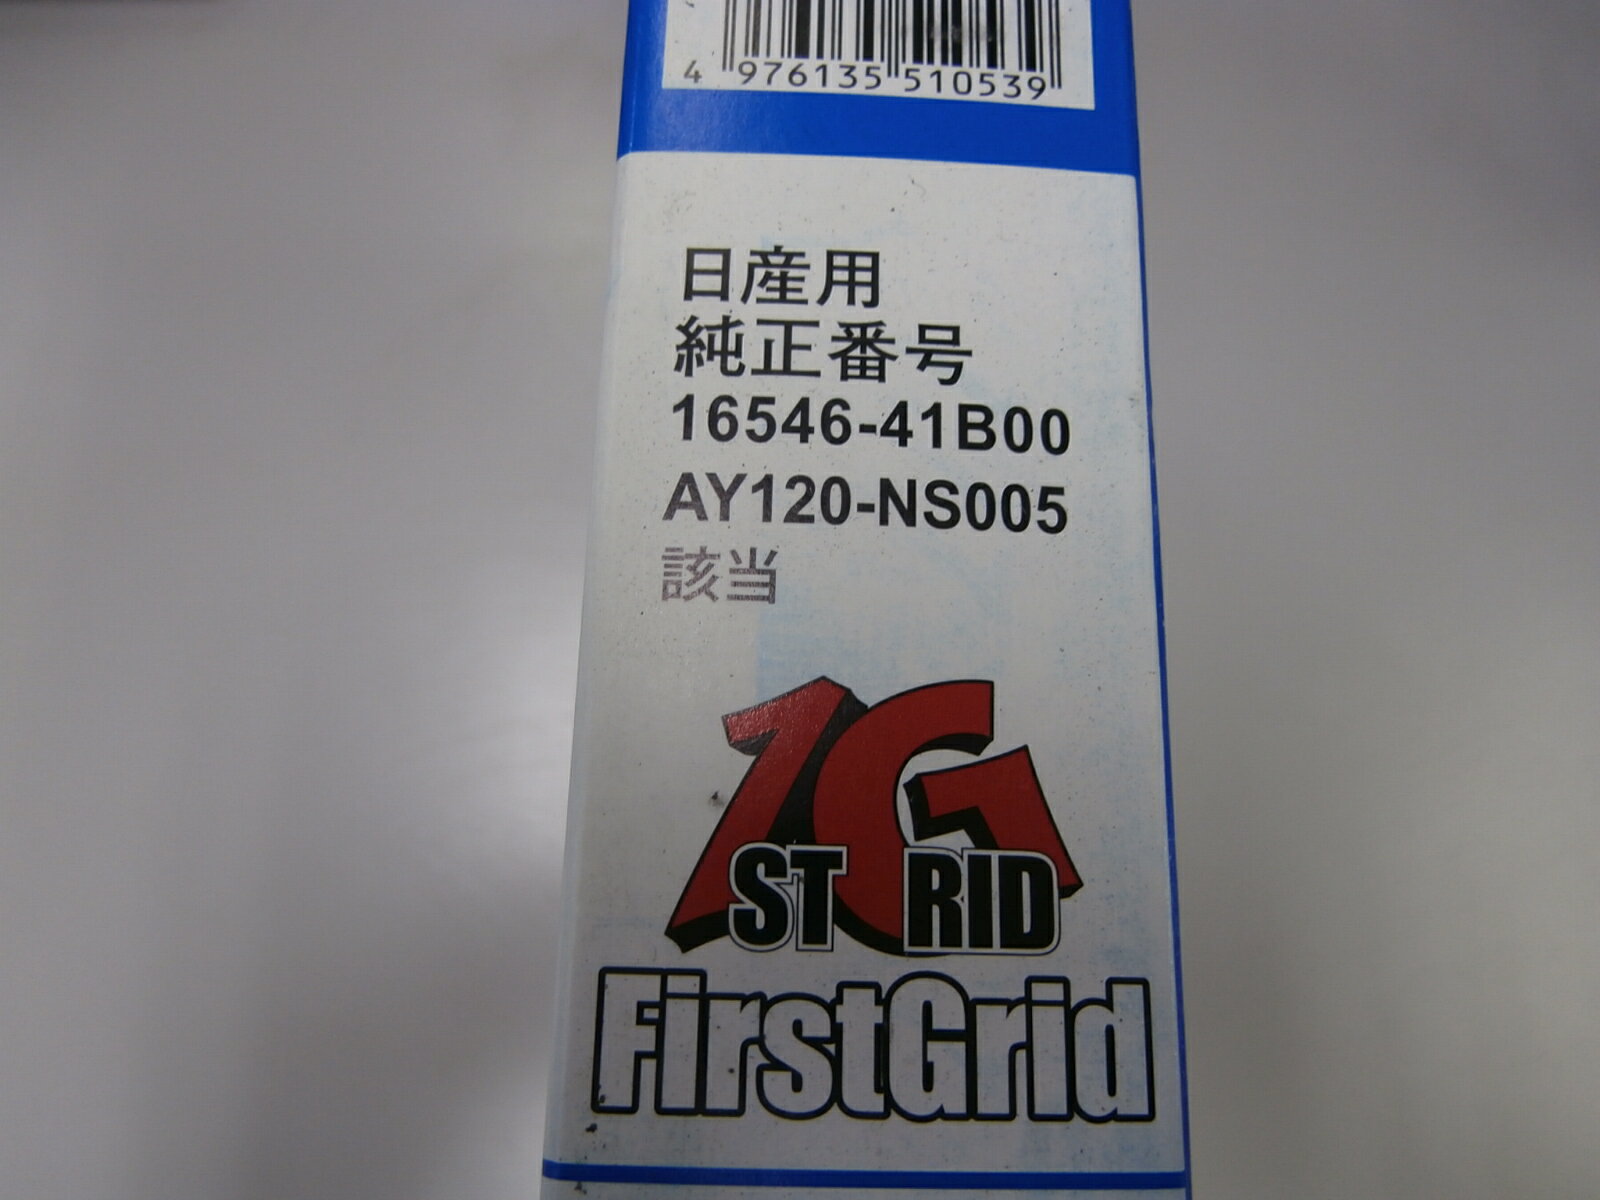 4 976135 510539
日産用
純正番号
16546-41B00
AY120-NS005
該当
1G
ST RID
FirstGrid